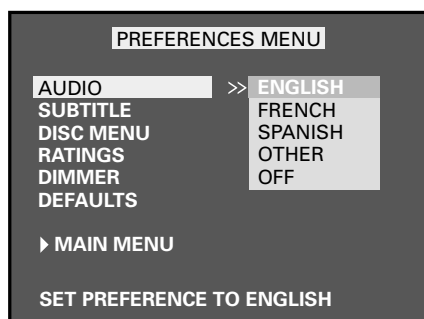 PREFERENCES MENU
AUDIO >> ENGLISH
SUBTITLE FRENCH
DISC MENU SPANISH
RATINGS OTHER
DIMMER OFF
DEFAULTS
MAIN MENU
SET PREFERENCE TO ENGLISH